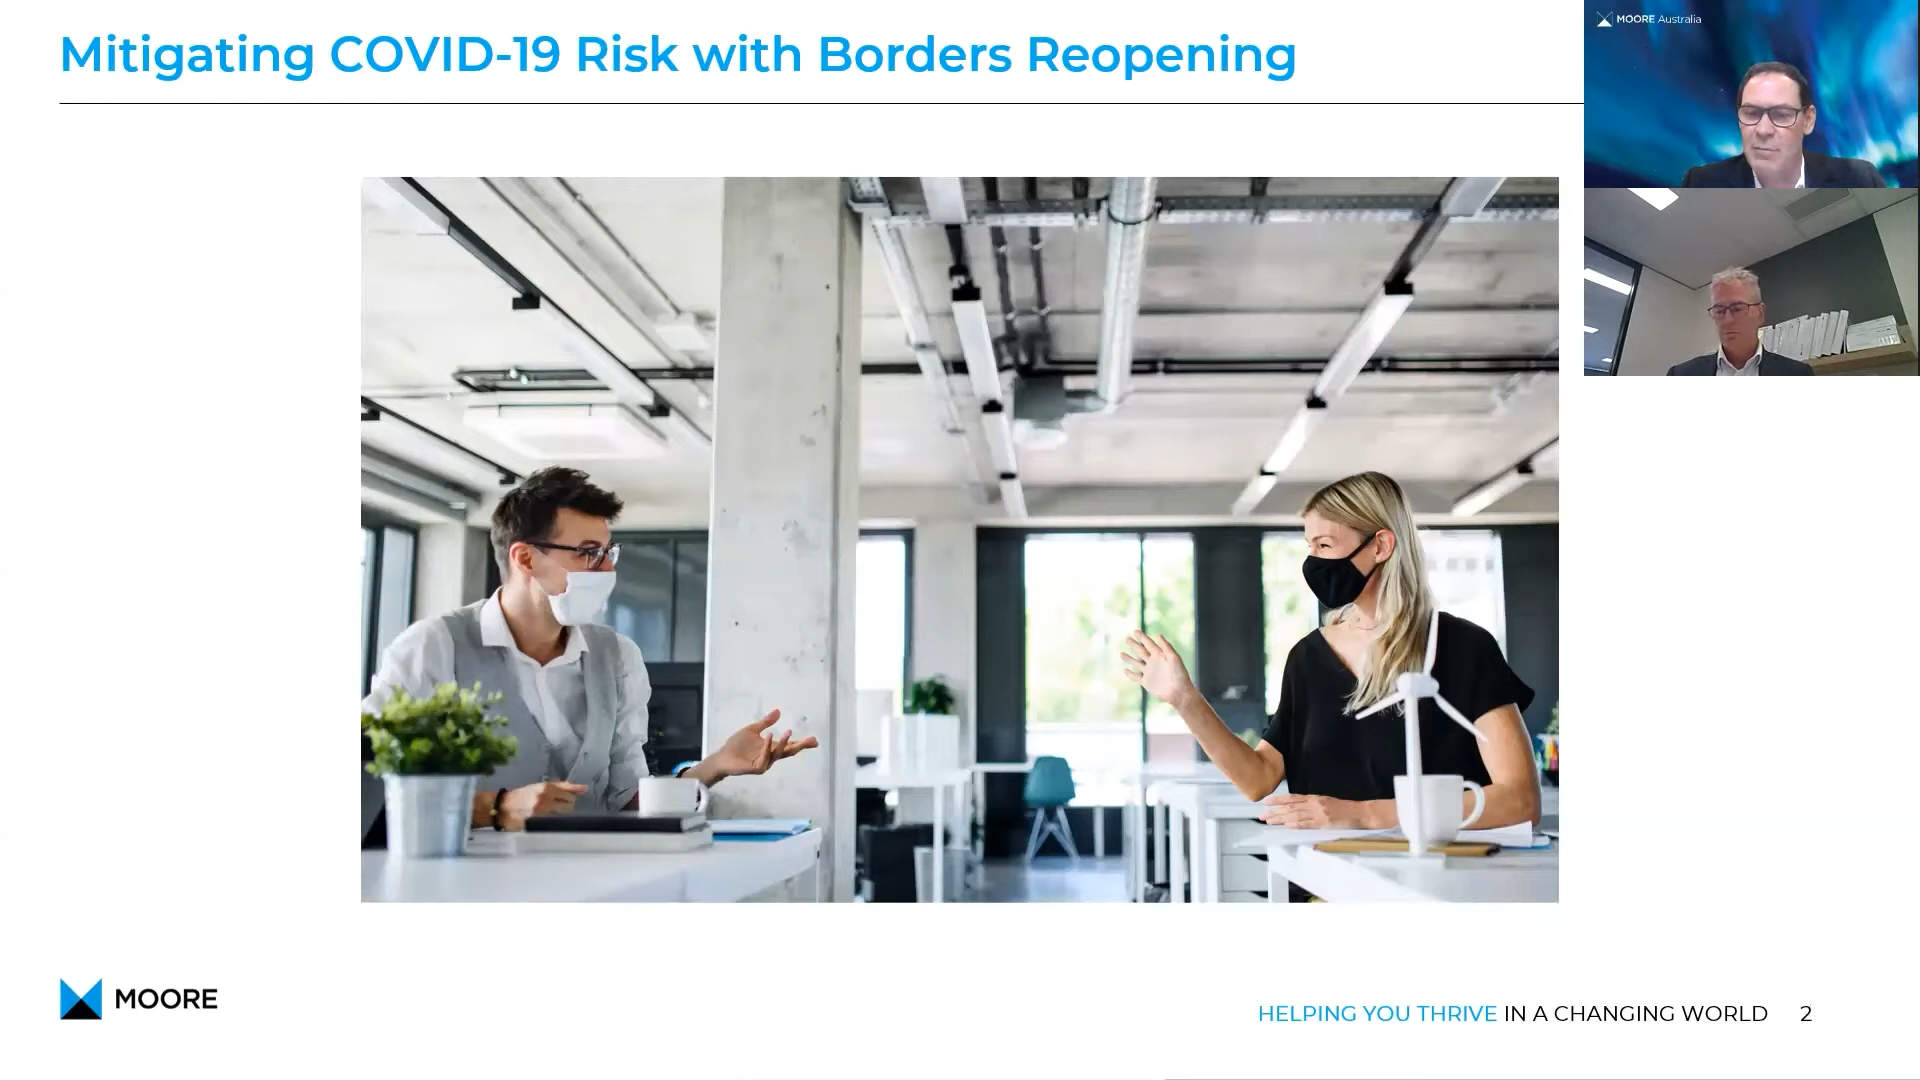 Mitigating COVID-19 Risk with Borders Reopening
MOORE Australia
MOORE
HELPING YOU THRIVE IN A CHANGING WORLD 2